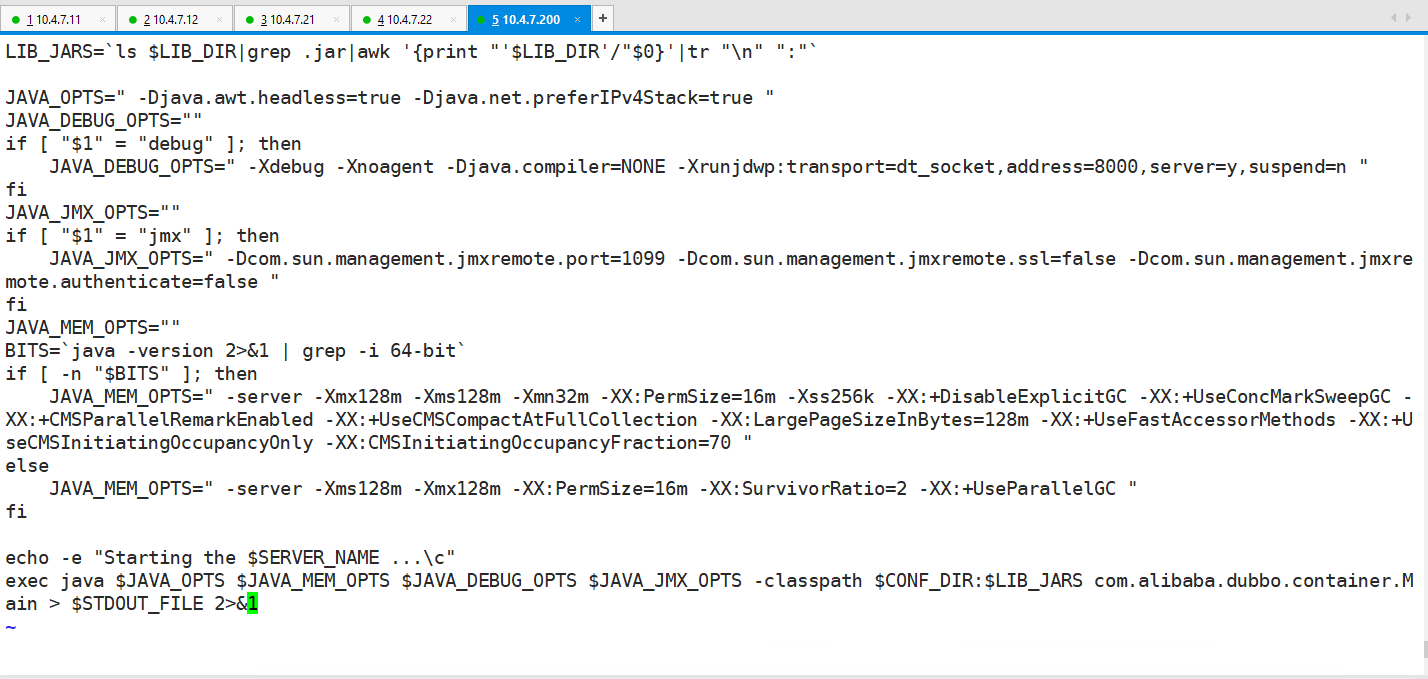 1 10.4.7.11 × 2 10.4.7.12 × 3 10.4.7.21 × 4 10.4.7.22 × 5 10.4.7.200 × +
LIB_JARS=`ls $LIB_DIR|grep .jar|awk '{print "'$LIB_DIR'/"$0}'|tr "\n" ":"`
JAVA_OPTS=" -Djava.awt.headless=true -Djava.net.preferIPv4Stack=true "
JAVA_DEBUG_OPTS=""
if [ "$1" = "debug" ]; then
    JAVA_DEBUG_OPTS=" -Xdebug -Xnoagent -Djava.compiler=NONE -Xrunjdwp:transport=dt_socket,address=8000,server=y,suspend=n "
fi
JAVA_JMX_OPTS=""
if [ "$1" = "jmx" ]; then
    JAVA_JMX_OPTS=" -Dcom.sun.management.jmxremote.port=1099 -Dcom.sun.management.jmxremote.ssl=false -Dcom.sun.management.jmxre
mote.authenticate=false "
fi
JAVA_MEM_OPTS=""
BITS=`java -version 2>&1 | grep -i 64-bit`
if [ -n "$BITS" ]; then
    JAVA_MEM_OPTS=" -server -Xmx128m -Xms128m -Xmn32m -XX:PermSize=16m -Xss256k -XX:+DisableExplicitGC -XX:+UseConcMarkSweepGC -
XX:+CMSParallelRemarkEnabled -XX:+UseCMSCompactAtFullCollection -XX:LargePageSizeInBytes=128m -XX:+UseFastAccessorMethods -XX:+U
seCMSInitiatingOccupancyOnly -XX:CMSInitiatingOccupancyFraction=70 "
else
    JAVA_MEM_OPTS=" -server -Xms128m -Xmx128m -XX:PermSize=16m -XX:SurvivorRatio=2 -XX:+UseParallelGC "
fi
echo -e "Starting the $SERVER_NAME ...\c"
exec java $JAVA_OPTS $JAVA_MEM_OPTS $JAVA_DEBUG_OPTS $JAVA_JMX_OPTS -classpath $CONF_DIR:$LIB_JARS com.alibaba.dubbo.container.M
ain > $STDOUT_FILE 2>&1
~